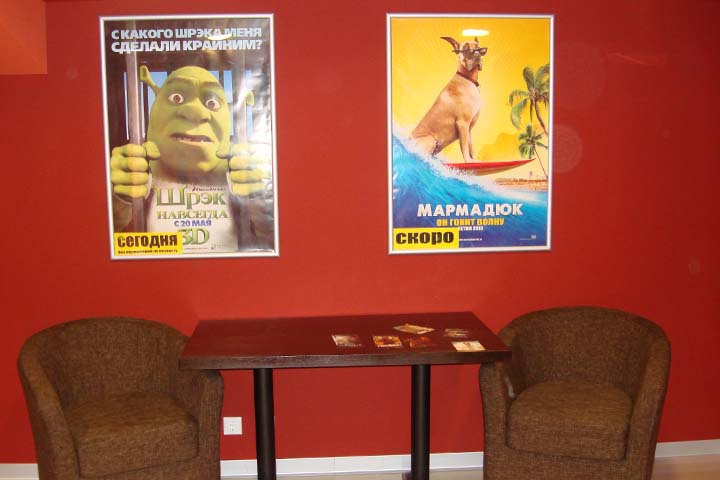 С КАКОГО ШРЭКА МЕНЯ
СДЕЛАЛИ КРАЙНИМ?
ШРЭК
НАВСЕГДА
С 20 МАЯ
3D
сегодня
МАРМАДЮК
ОН ГОНИТ ВОЛНУ
скоро